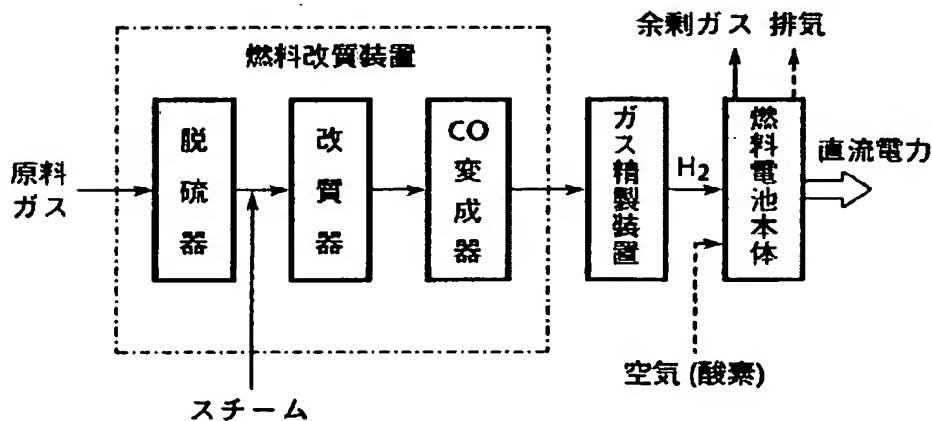 余剰ガス 排気
燃料改質装置
脱硫器
改質器
CO変成器
ガス精製装置
燃料電池本体
原料
ガス
H2
直流電力
空気(酸素)
スチーム